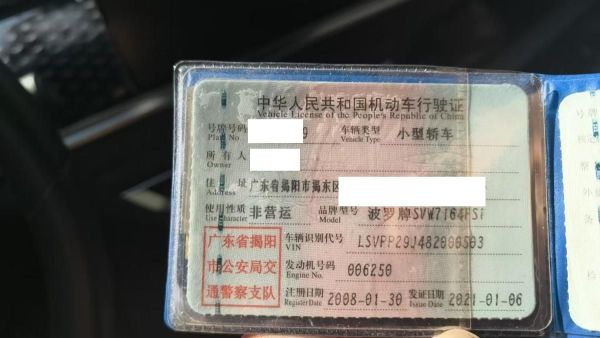 中华人民共和国机动车行驶证
Vehicle License of the People's Republic of China
号牌号码 9 车辆类型 小型轿车
Plate No. Vehicle Type
所有人
Owner
住址 广东省揭阳市揭东区
Address
使用性质 非营运 品牌型号 波罗牌SVW7164HSI
Use Character Model
广东省揭阳
市公安局交
通警察支队
车辆识别代号 LSVFP29J482000503
VIN
发动机号码 006250
Engine No.
注册日期 2008-01-30 发证日期 2021-01-06
Register Date Issue Date